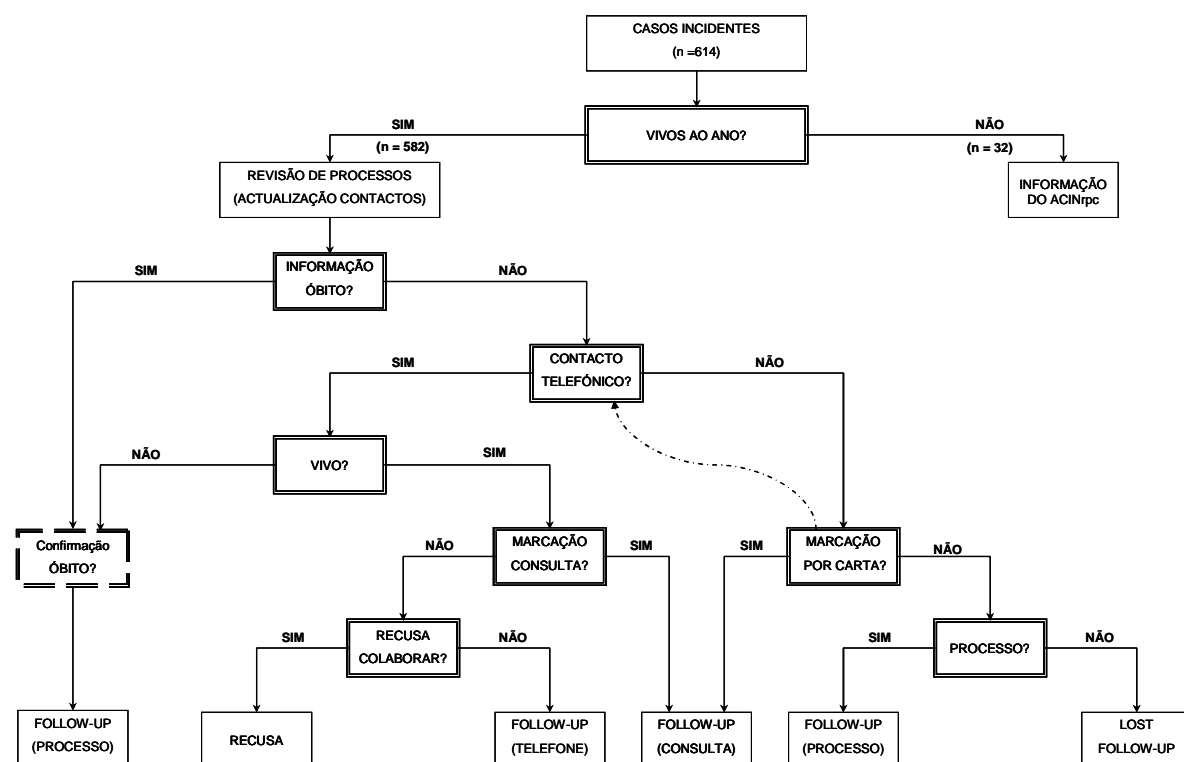 CASOS INCIDENTES
(n =614)
VIVOS AO ANO?
SIM
(n = 582)
NÃO
(n = 32)
REVISÃO DE PROCESSOS
(ACTUALIZAÇÃO CONTACTOS)
INFORMAÇÃO
DO ACINrpc
SIM
INFORMAÇÃO
ÓBITO?
NÃO
SIM
CONTACTO
TELEFÓNICO?
NÃO
NÃO
VIVO?
SIM
Confirmação
ÓBITO?
NÃO
MARCAÇÃO
CONSULTA?
SIM
SIM
MARCAÇÃO
POR CARTA?
NÃO
SIM
RECUSA
COLABORAR?
NÃO
SIM
PROCESSO?
NÃO
FOLLOW-UP
(PROCESSO)
RECUSA
FOLLOW-UP
(TELEFONE)
FOLLOW-UP
(CONSULTA)
FOLLOW-UP
(PROCESSO)
LOST
FOLLOW-UP